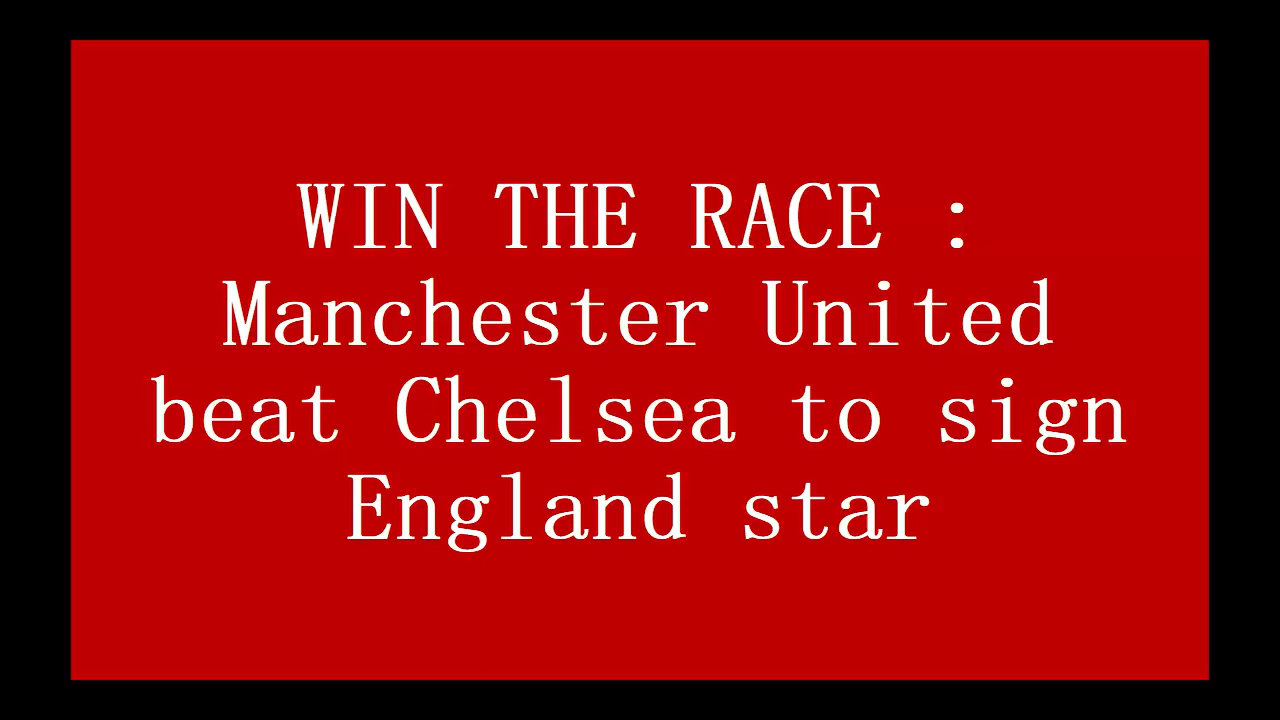 WIN THE RACE :
Manchester United
beat Chelsea to sign
England star